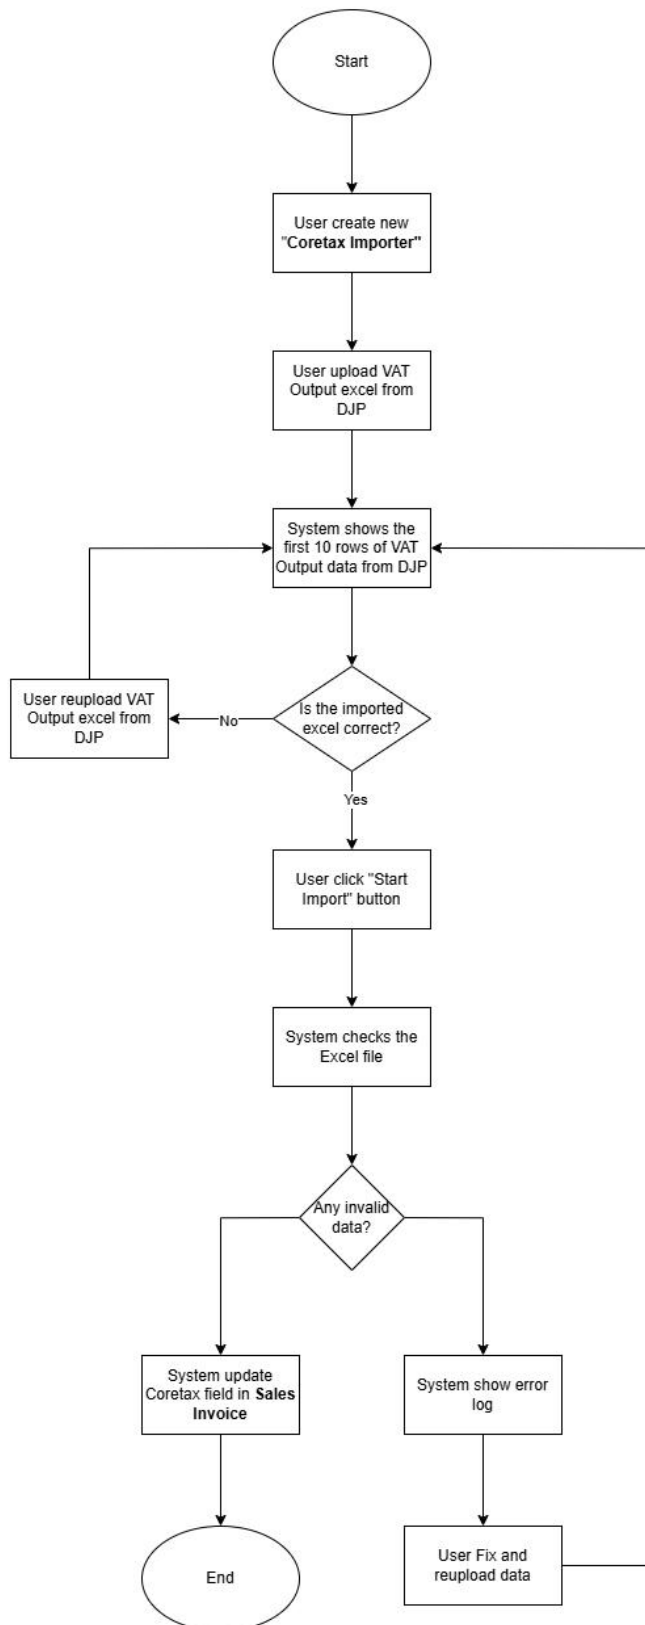 Start
User create new
"Coretax Importer"
User upload VAT
Output excel from
DJP
System shows the
first 10 rows of VAT
Output data from DJP
User reupload VAT
Output excel from
DJP
No
Is the imported
excel correct?
Yes
User click "Start
Import" button
System checks the
Excel file
Any invalid
data?
System update
Coretax field in Sales
Invoice
System show error
log
End
User Fix and
reupload data